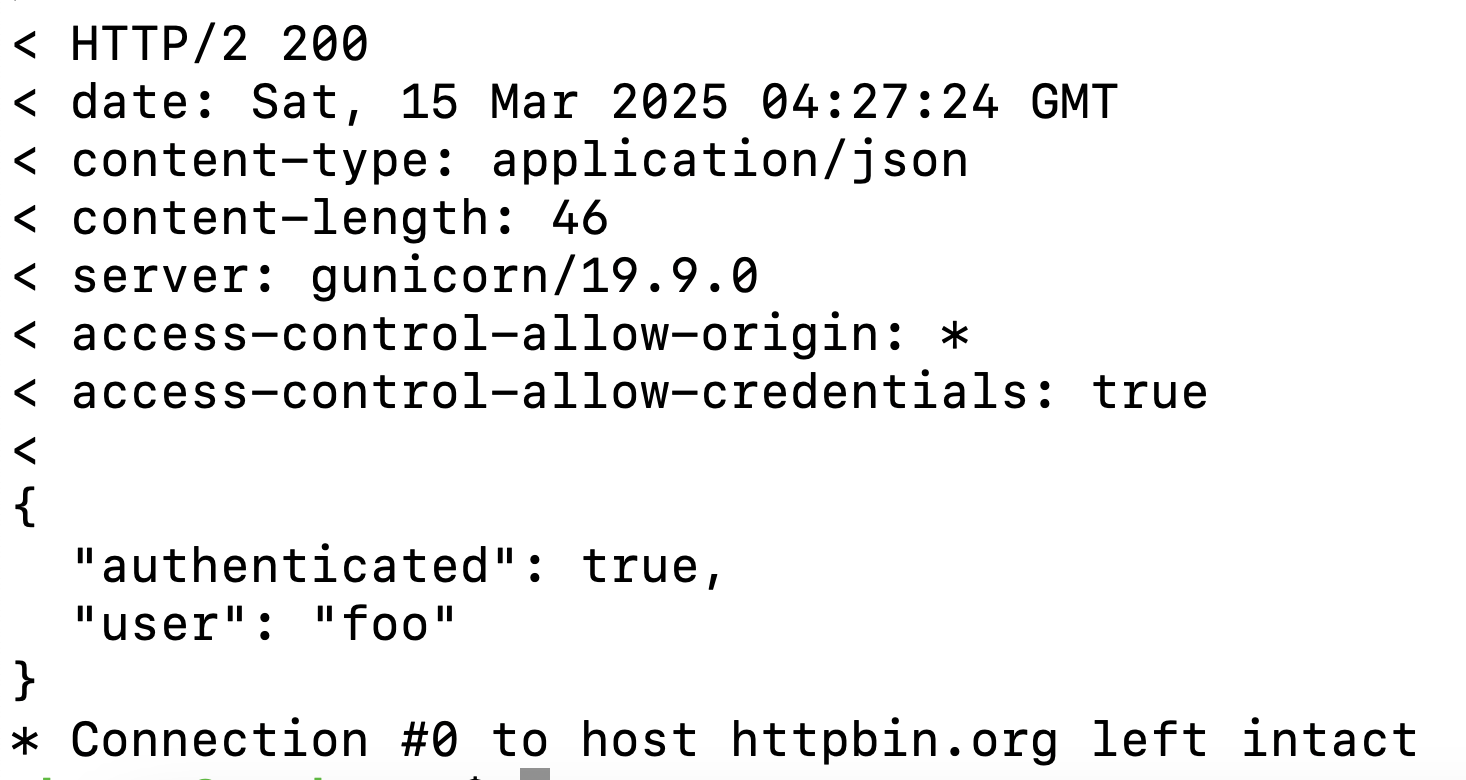 < HTTP/2 200
< date: Sat, 15 Mar 2025 04:27:24 GMT
< content-type: application/json
< content-length: 46
< server: gunicorn/19.9.0
< access-control-allow-origin: *
< access-control-allow-credentials: true
<
{
  "authenticated": true,
  "user": "foo"
}
* Connection #0 to host httpbin.org left intact